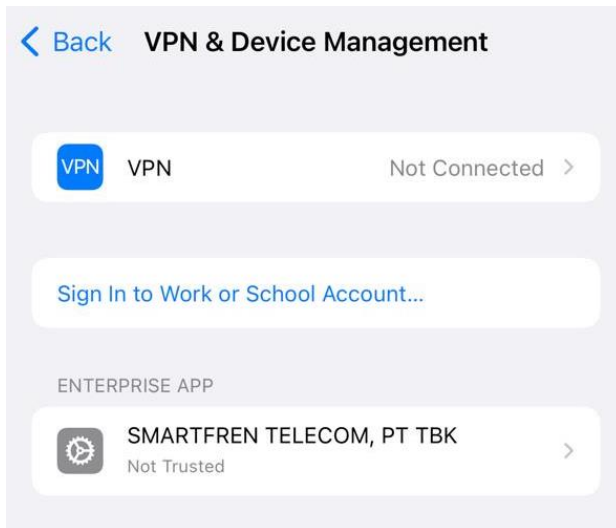 Back VPN & Device Management
VPN VPN Not Connected
Sign In to Work or School Account...
ENTERPRISE APP
SMARTFREN TELECOM, PT TBK
Not Trusted